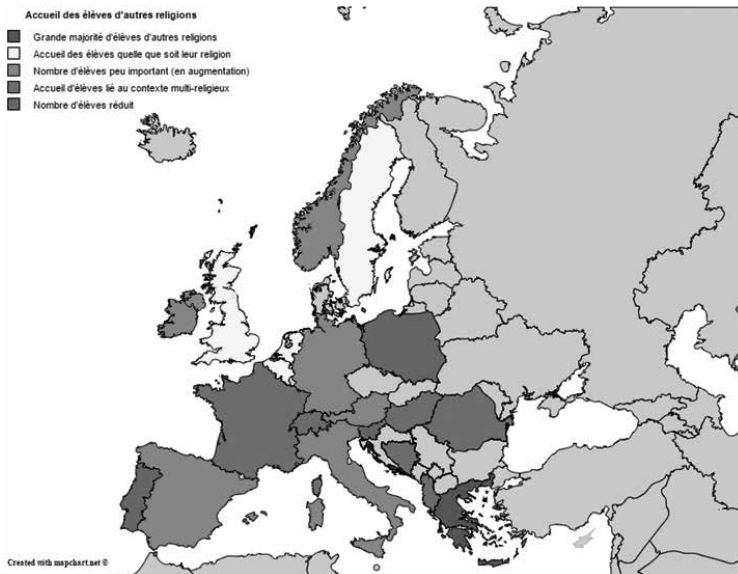 Accueil des élèves d'autres religions
Grande majorité d'élèves d'autres religions
Accueil des élèves quelle que soit leur religion
Nombre d'élèves peu important (en augmentation)
Accueil d'élèves lié au contexte multi-religieux
Nombre d'élèves réduit
Created with mapchart.net ©